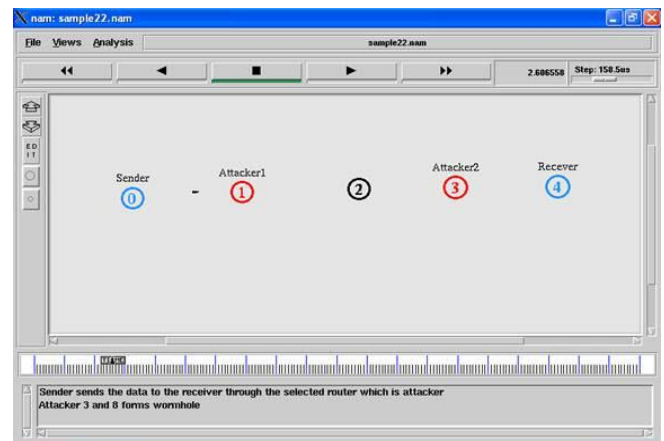 nam: sample22.nam
File Views Analysis sample22.nam
2.606558 Step: 158.5us
ED
IT
Sender Attacker1 Attacker2 Recever
0 1 2 3 4
Sender sends the data to the receiver through the selected router which is attacker
Attacker 3 and 8 forms wormhole